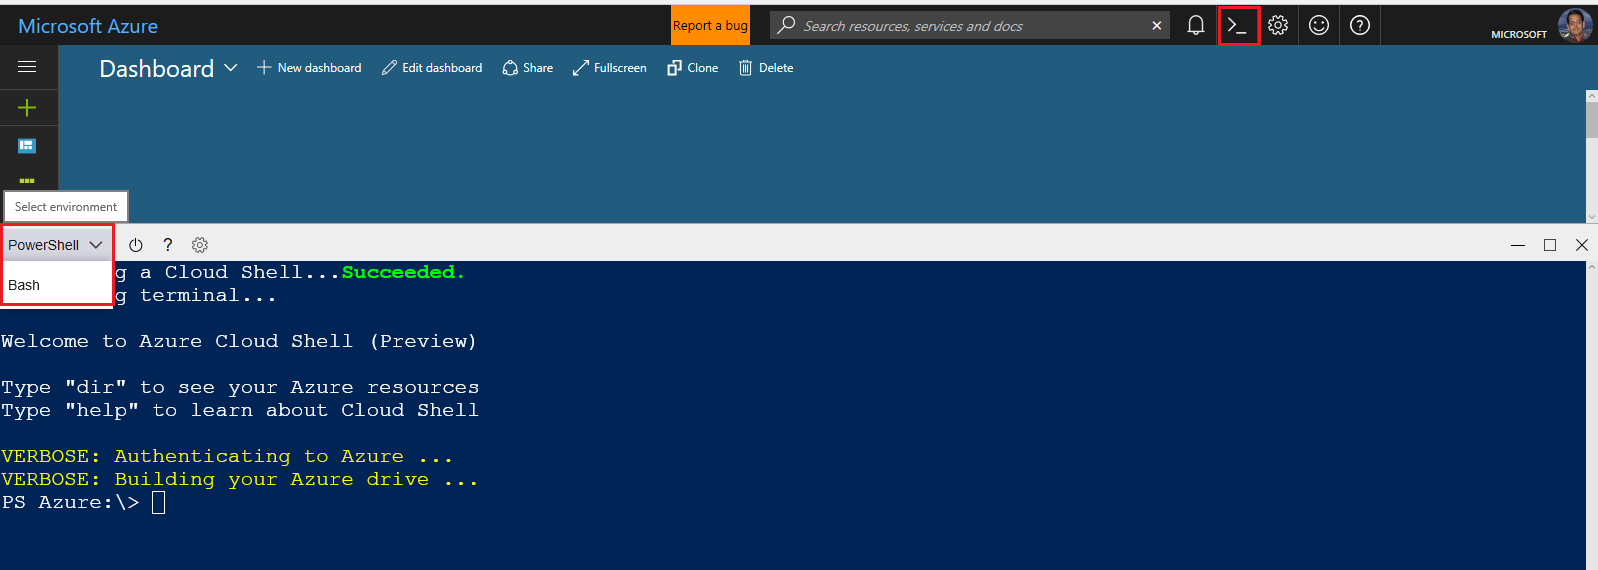 Microsoft Azure
Report a bug
Search resources, services and docs
MICROSOFT
Dashboard
New dashboard
Edit dashboard
Share
Fullscreen
Clone
Delete
Select environment
PowerShell
?
Bash
g a Cloud Shell...Succeeded.
g terminal...
Welcome to Azure Cloud Shell (Preview)
Type "dir" to see your Azure resources
Type "help" to learn about Cloud Shell
VERBOSE: Authenticating to Azure ...
VERBOSE: Building your Azure drive ...
PS Azure:\>